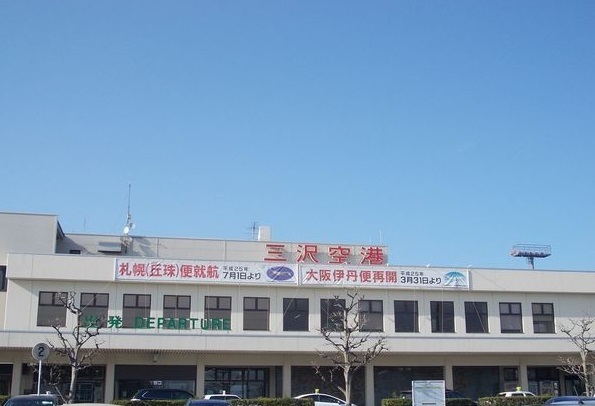 三沢空港
札幌(丘珠)便就航 平成25年 7月1日より
大阪伊丹便再開 平成25年 3月31日より
出発 DEPARTURE
2